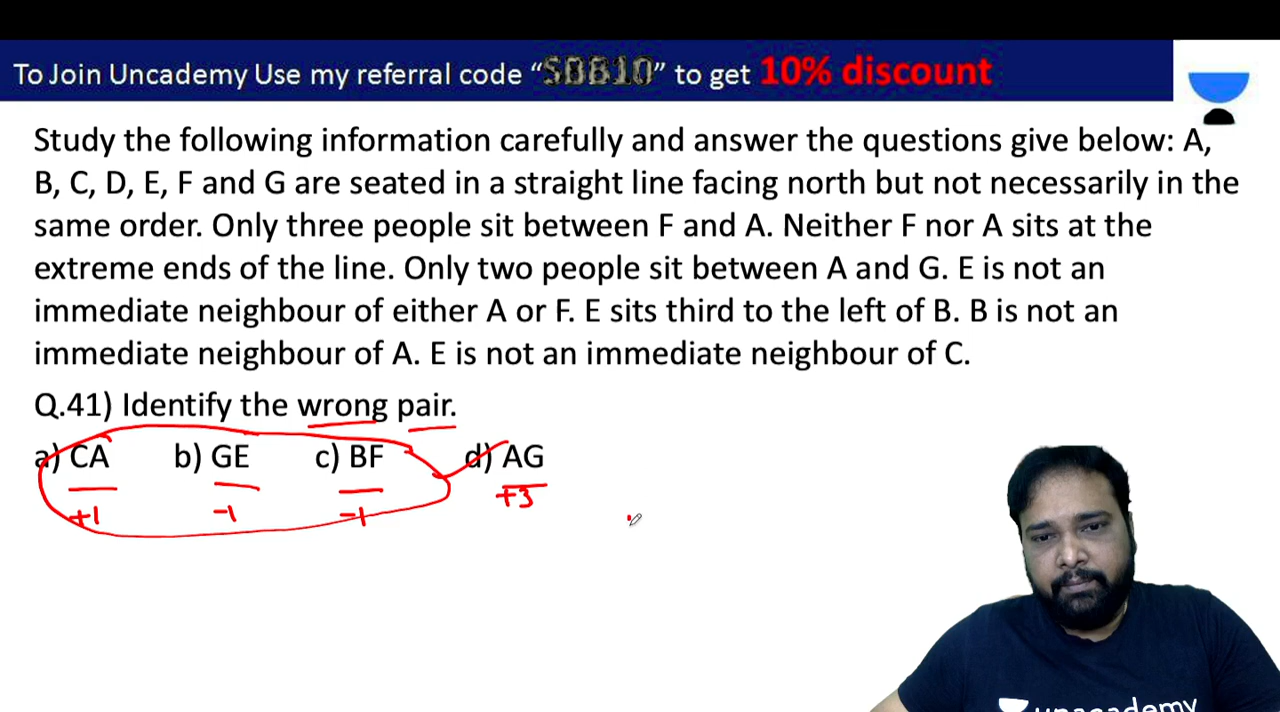 To Join Uncademy Use my referral code “SBB10” to get 10% discount
Study the following information carefully and answer the questions give below: A,
B, C, D, E, F and G are seated in a straight line facing north but not necessarily in the
same order. Only three people sit between F and A. Neither F nor A sits at the
extreme ends of the line. Only two people sit between A and G. E is not an
immediate neighbour of either A or F. E sits third to the left of B. B is not an
immediate neighbour of A. E is not an immediate neighbour of C.
Q.41) Identify the wrong pair.
a) CA b) GE c) BF d) AG
+1 -1 -1 +3
unacademy